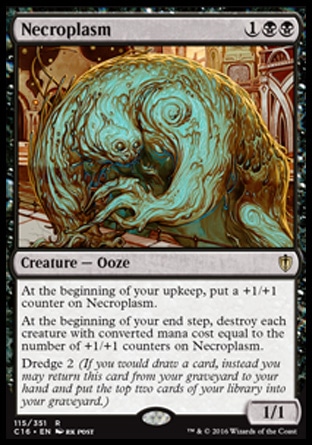 Necroplasm 1
Creature — Ooze
At the beginning of your upkeep, put a +1/+1
counter on Necroplasm.
At the beginning of your end step, destroy each
creature with converted mana cost equal to the
number of +1/+1 counters on Necroplasm.
Dredge 2 (If you would draw a card, instead you
may return this card from your graveyard to your
hand and put the top two cards of your library
into your graveyard.)
115/351 R
C16 • EN RK POST
™ & © 2016 Wizards of the Coast
1/1